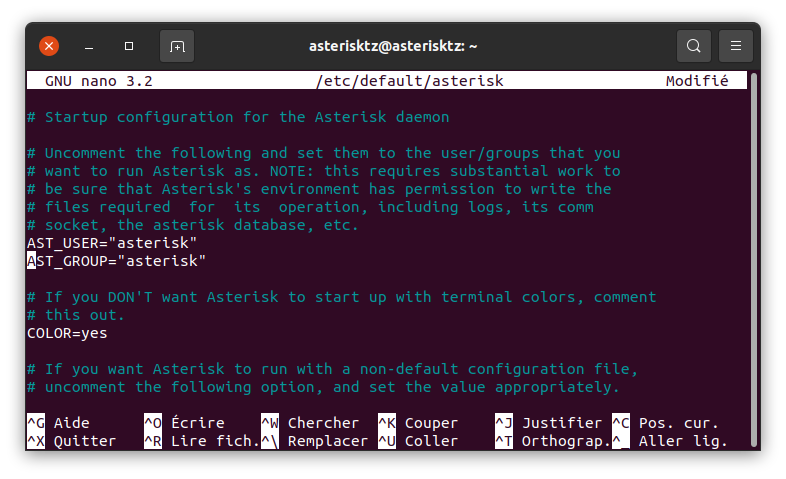 asterisktz@asterisktz: ~
GNU nano 3.2 /etc/default/asterisk Modifié
# Startup configuration for the Asterisk daemon
# Uncomment the following and set them to the user/groups that you
# want to run Asterisk as. NOTE: this requires substantial work to
# be sure that Asterisk's environment has permission to write the
# files required  for  its  operation, including logs, its comm
# socket, the asterisk database, etc.
AST_USER="asterisk"
AST_GROUP="asterisk"
# If you DON'T want Asterisk to start up with terminal colors, comment
# this out.
COLOR=yes
# If you want Asterisk to run with a non-default configuration file,
# uncomment the following option, and set the value appropriately.
^G Aide ^O Écrire ^W Chercher ^K Couper ^J Justifier ^C Pos. cur.
^X Quitter ^R Lire fich. ^\ Remplacer ^U Coller ^T Orthograp. ^_ Aller lig.